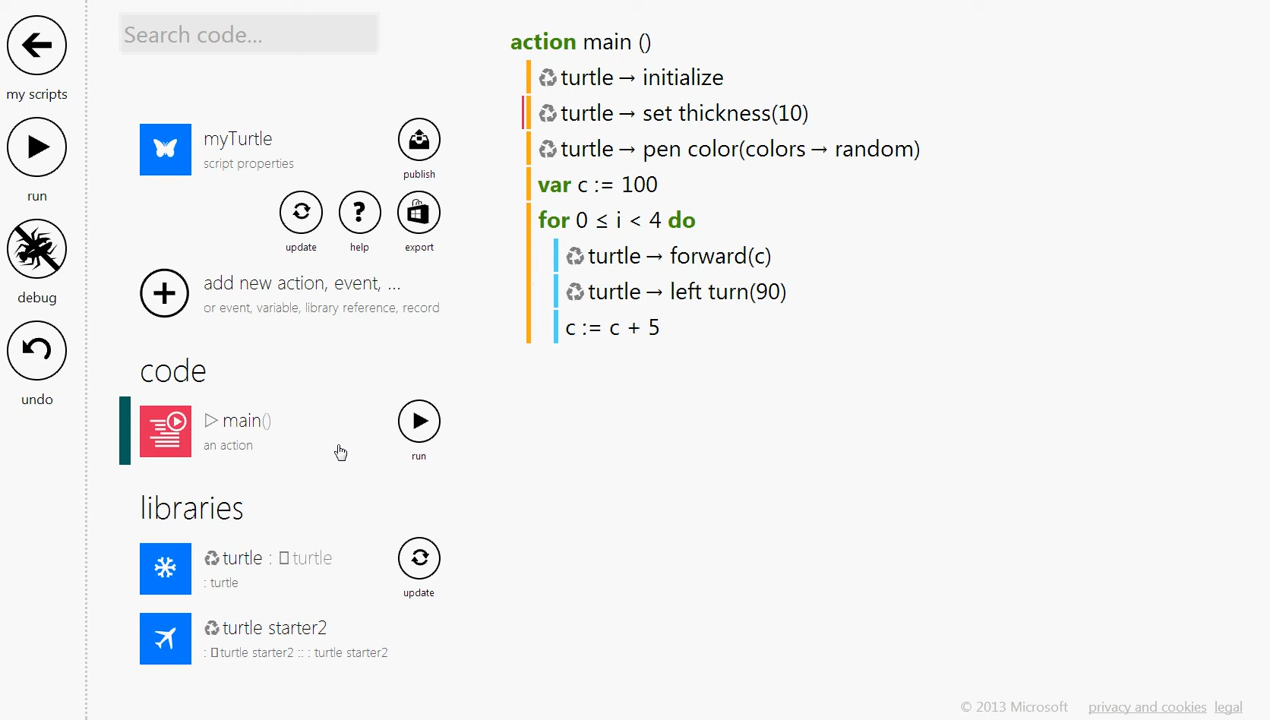 Search code...
my scripts
run
debug
undo
myTurtle
script properties
publish
update
help
export
add new action, event, ...
or event, variable, library reference, record
code
main()
an action
run
libraries
turtle : turtle
: turtle
update
turtle starter2
: turtle starter2 :: : turtle starter2
action main ()
turtle → initialize
turtle → set thickness(10)
turtle → pen color(colors → random)
var c := 100
for 0 ≤ i < 4 do
turtle → forward(c)
turtle → left turn(90)
c := c + 5
© 2013 Microsoft privacy and cookies legal